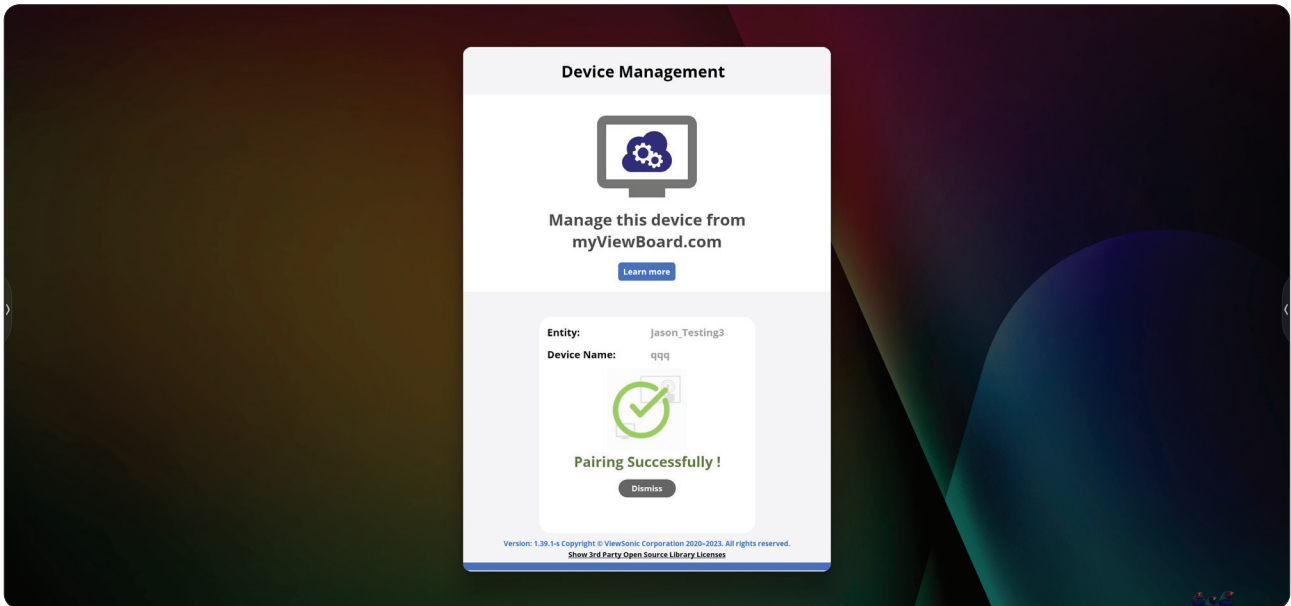 Device Management
Manage this device from
myViewBoard.com
Learn more
Entity: Jason_Testing3
Device Name: qqq
Pairing Successfully !
Dismiss
Version: 1.39.1-s Copyright © ViewSonic Corporation 2020–2023. All rights reserved.
Show 3rd Party Open Source Library Licenses